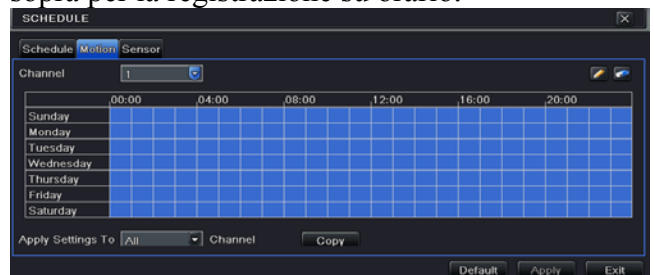 sopra per la registrazione su orario.
SCHEDULE
Schedule Motion Sensor
Channel 1
00:00 04:00 08:00 12:00 16:00 20:00
Sunday
Monday
Tuesday
Wednesday
Thursday
Friday
Saturday
Apply Settings To All Channel Copy
Default Apply Exit